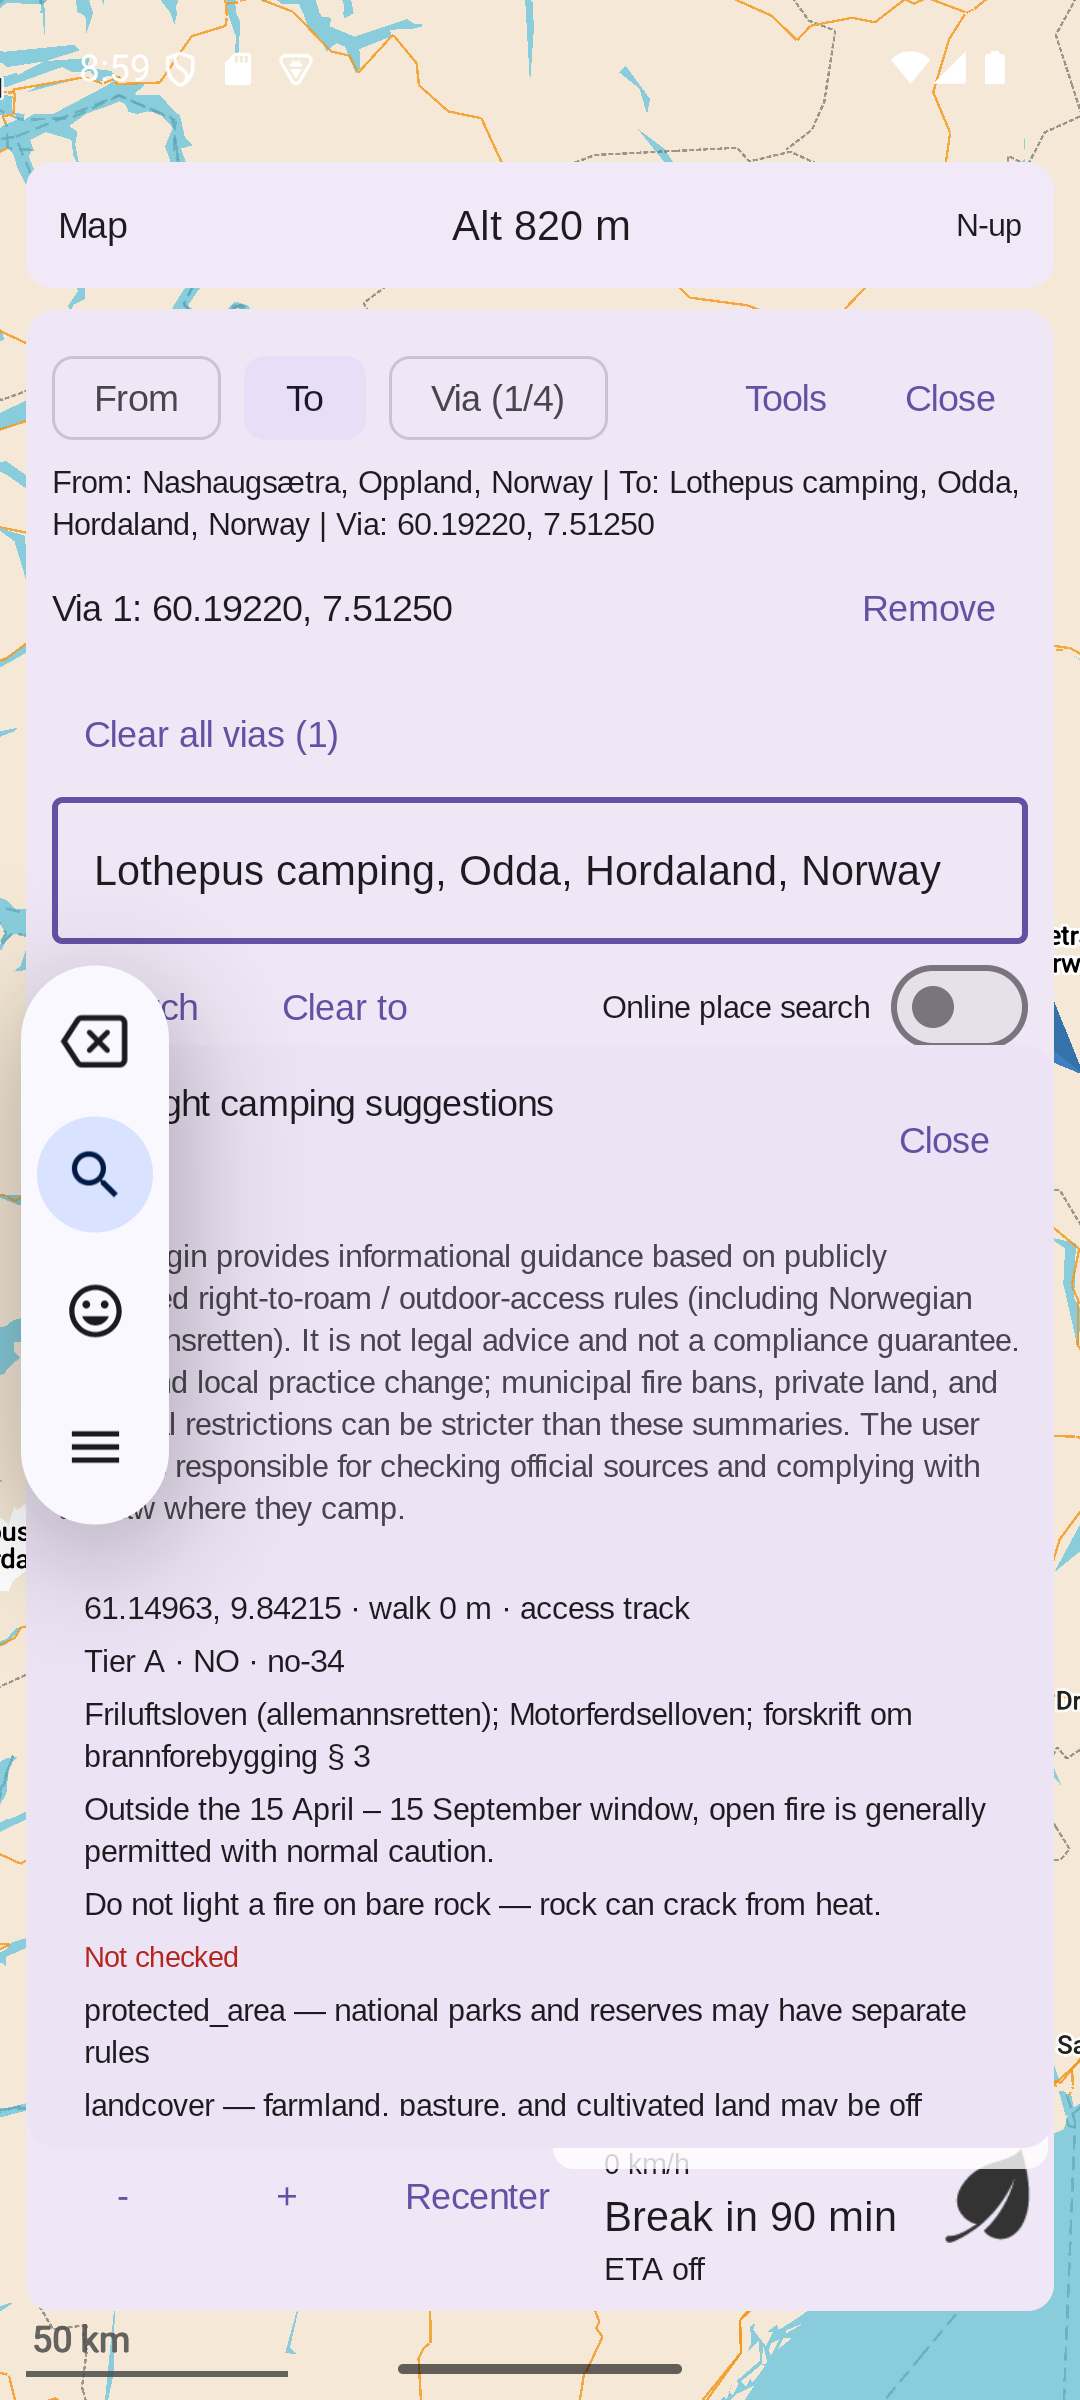 8:59
Map
Alt 820 m
N-up
From
To
Via (1/4)
Tools
Close
From: Nashaugsætra, Oppland, Norway | To: Lothepus camping, Odda,
Hordaland, Norway | Via: 60.19220, 7.51250
Via 1: 60.19220, 7.51250
Remove
Clear all vias (1)
Lothepus camping, Odda, Hordaland, Norway
Clear to
Online place search
camping suggestions
Close
provides informational guidance based on publicly
right-to-roam / outdoor-access rules (including Norwegian
It is not legal advice and not a compliance guarantee.
local practice change; municipal fire bans, private land, and
restrictions can be stricter than these summaries. The user
responsible for checking official sources and complying with
where they camp.
61.14963, 9.84215 · walk 0 m · access track
Tier A · NO · no-34
Friluftsloven (allemannsretten); Motorferdselloven; forskrift om
brannforebygging § 3
Outside the 15 April – 15 September window, open fire is generally
permitted with normal caution.
Do not light a fire on bare rock — rock can crack from heat.
Not checked
protected_area — national parks and reserves may have separate
rules
landcover — farmland, pasture, and cultivated land may be off
-
+
Recenter
0 km/h
Break in 90 min
ETA off
50 km